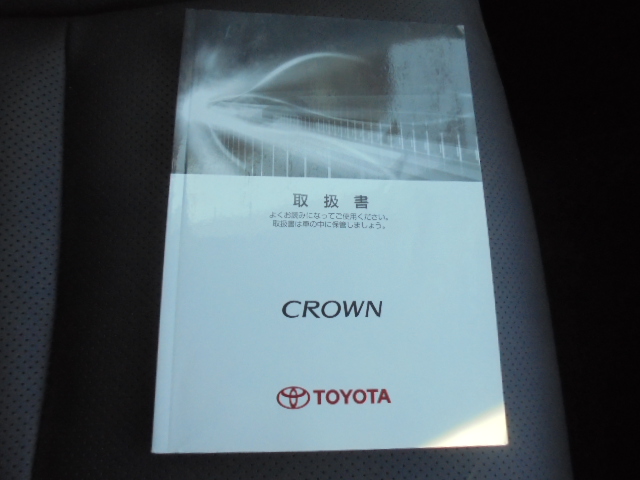 取扱書
よくお読みになってご使用ください。
取扱書は車の中に保管しましょう。
CROWN
TOYOTA